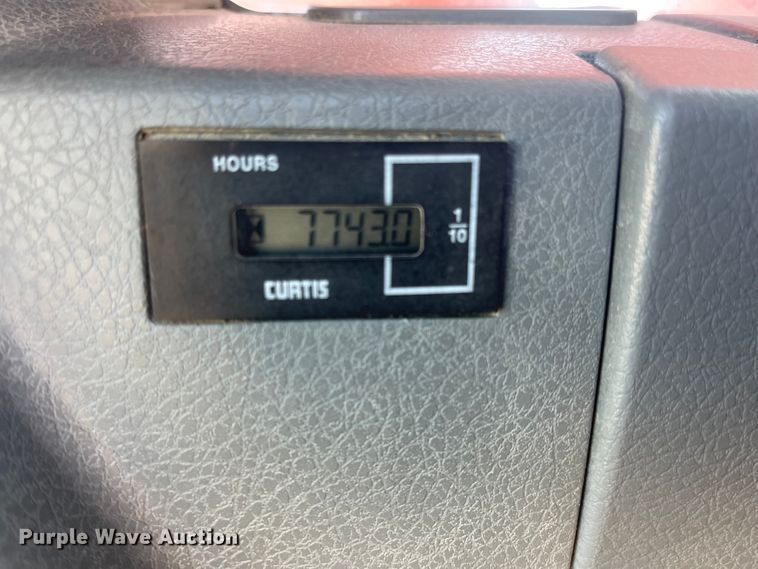 HOURS
7743.0
1/10
CURTIS
Purple Wave Auction